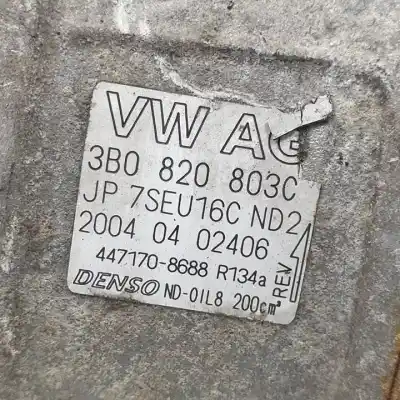 VW AG
3B0 820 803C
JP 7SEU16C ND2
2004 04 02406
447170-8688 R134a
DENSO ND-OIL8 200cm³
REV